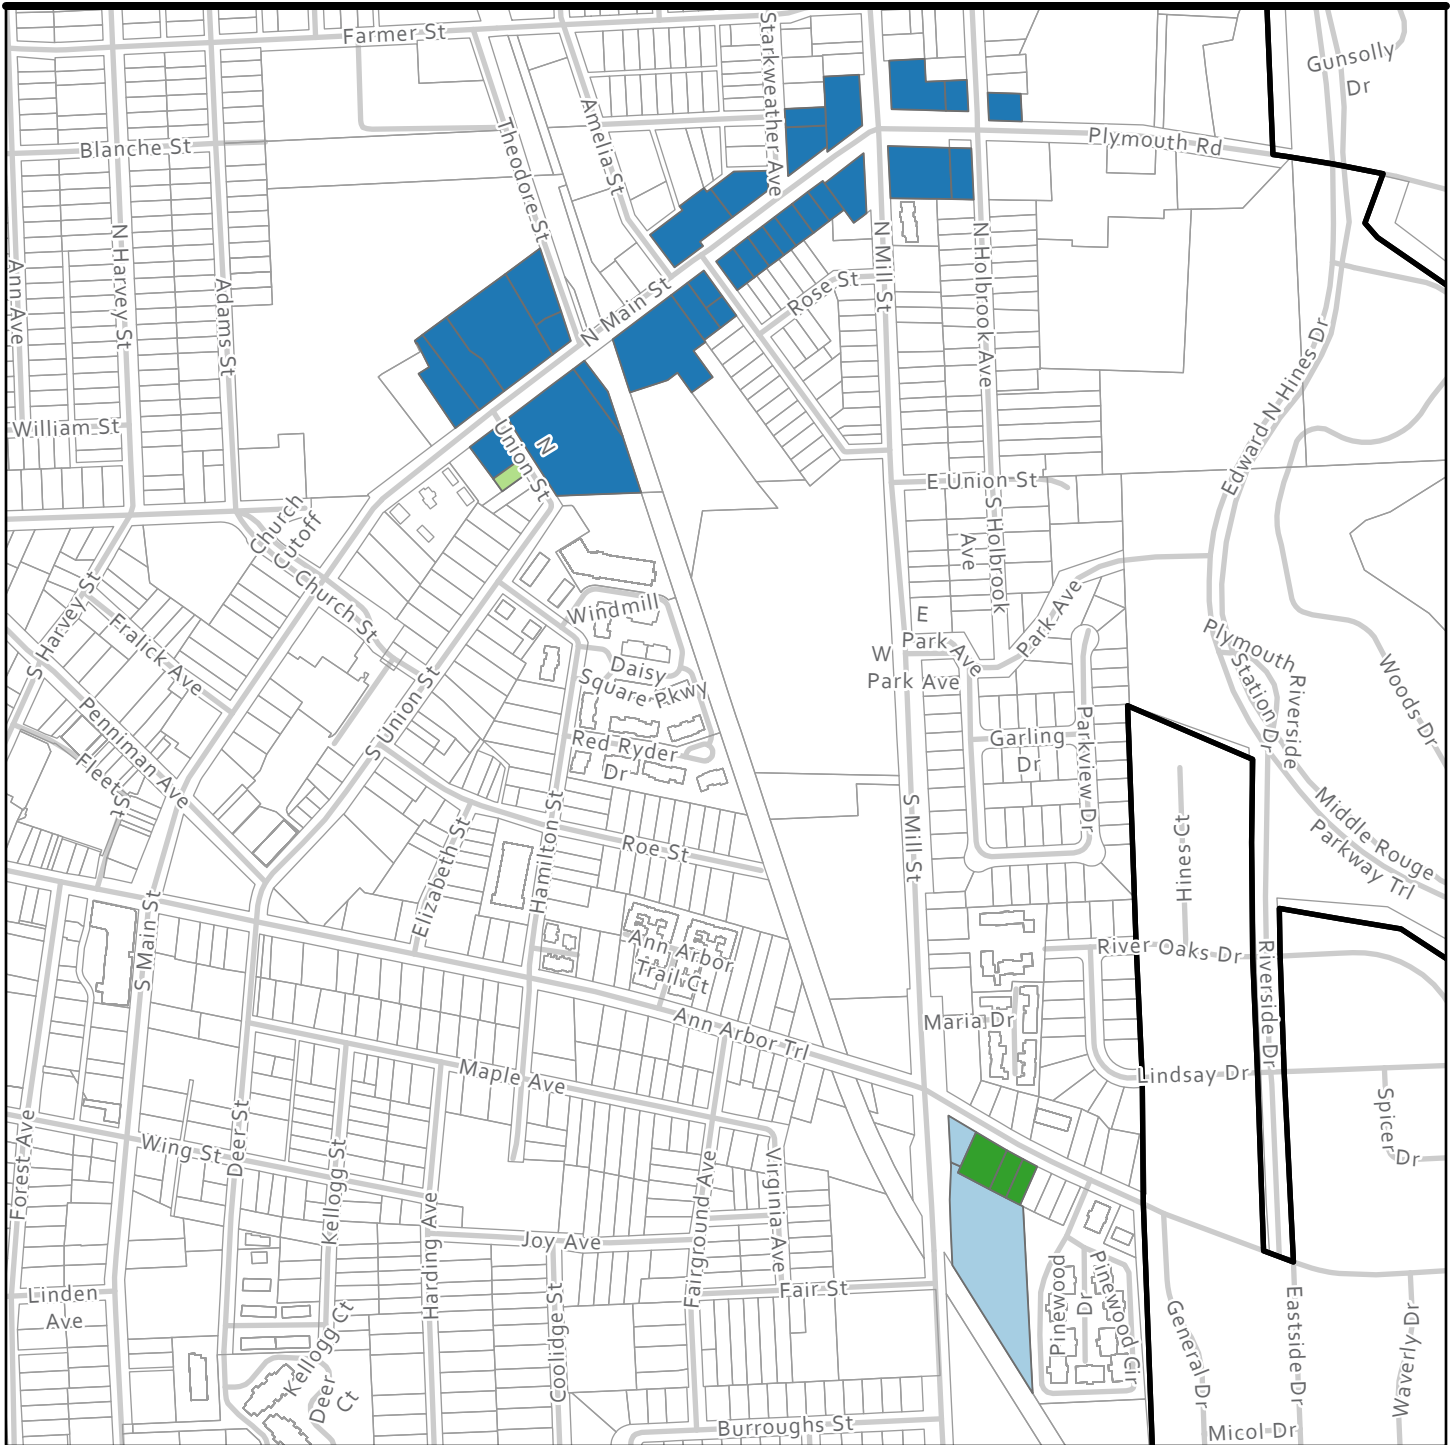 Farmer St
Starkweather Ave
Gunsolly
Dr
Blanche St
Theodore St
Amelia St
Plymouth Rd
Ann Ave
N Harvey St
Adams St
N Main St
Rose St
N Mill St
N Holbrook Ave
Edward N Hines Dr
William St
N
Union St
E Union St
Church
Cutoff
Church St
S Holbrook
Ave
S Harvey St
Fralick Ave
Windmill
E
Park Ave
W
Park Ave
Park Ave
Plymouth
Station Dr
Riverside
Woods Dr
Daisy
Square Pkwy
Penniman Ave
S Union St
Red Ryder
Dr
Garling
Dr
Parkview Dr
Fleet St
Middle Rouge
Parkway Trl
Hines Ct
Elizabeth St
Hamilton St
Roe St
S Mill St
S Main St
Ann Arbor
Trail Ct
River Oaks Dr
Riverside Dr
Ann Arbor Trl
Maria Dr
Maple Ave
Lindsay Dr
Spicer Dr
Forest Ave
Wing St
Deer St
Kellogg St
Harding Ave
Fairground Ave
Virginia Ave
Joy Ave
Linden
Ave
Coolidge St
Fair St
Pinewood
Dr
Pinewood Cir
General Dr
Eastside Dr
Waverly Dr
Kellogg Ct
Deer
Ct
Burroughs St
Micol Dr